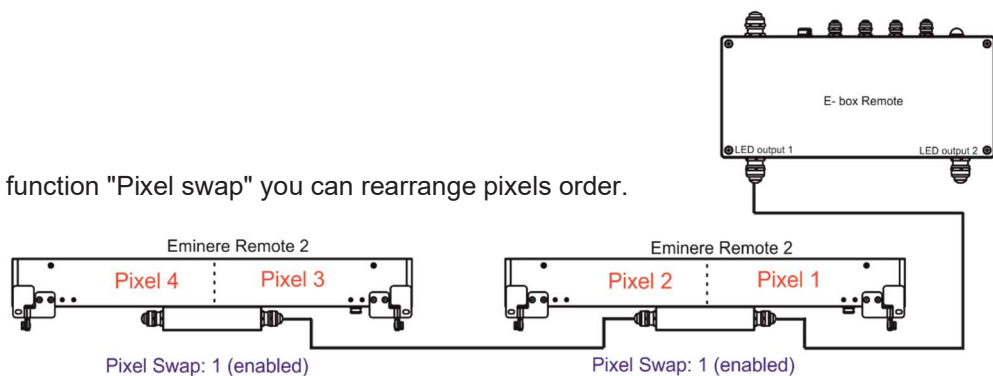 E- box Remote
LED output 1
LED output 2
function "Pixel swap" you can rearrange pixels order.
Eminere Remote 2
Eminere Remote 2
Pixel 4
Pixel 3
Pixel 2
Pixel 1
Pixel Swap: 1 (enabled)
Pixel Swap: 1 (enabled)